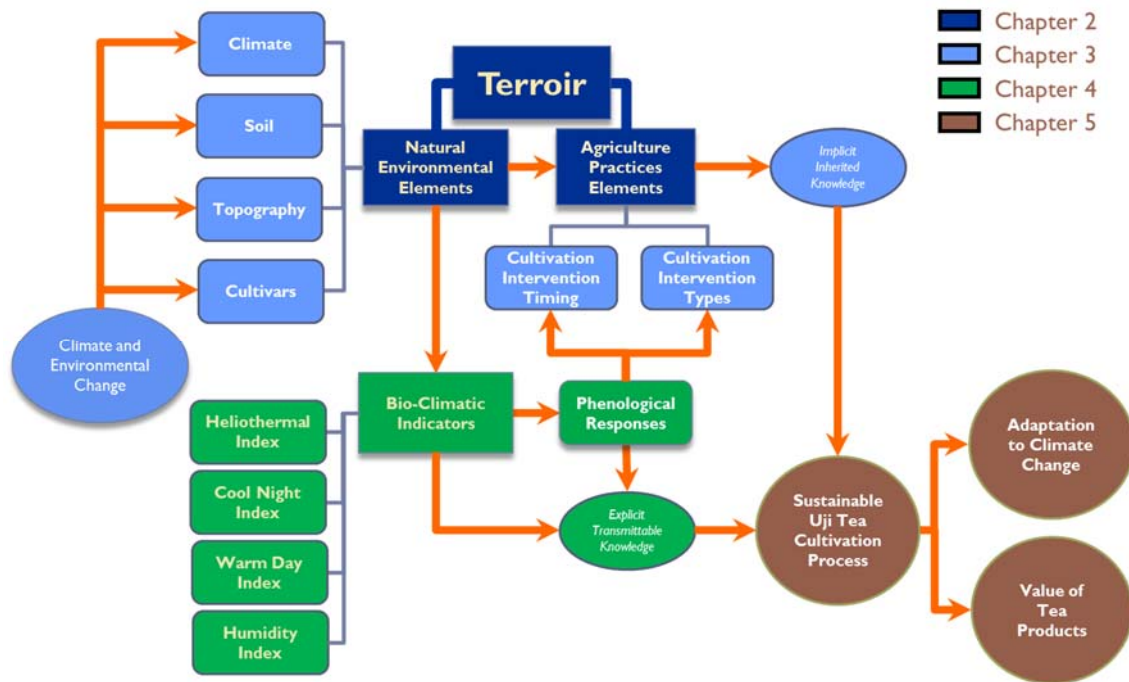 Chapter 2
Chapter 3
Chapter 4
Chapter 5
Terroir
Climate
Soil
Topography
Cultivars
Climate and
Environmental
Change
Natural
Environmental
Elements
Agriculture
Practices
Elements
Implicit
Inherited
Knowledge
Cultivation
Intervention
Timing
Cultivation
Intervention
Types
Bio-Climatic
Indicators
Phenological
Responses
Heliothermal
Index
Cool Night
Index
Warm Day
Index
Humidity
Index
Explicit
Transmittable
Knowledge
Sustainable
Uji Tea
Cultivation
Process
Adaptation
to Climate
Change
Value of
Tea
Products